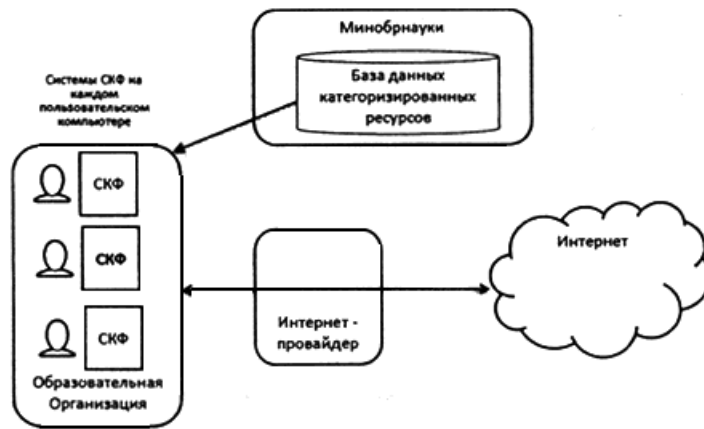 Минобрнауки
База данных
категоризированных
ресурсов
Системы СКФ на
каждом
пользовательском
компьютере
СКФ
СКФ
СКФ
Образовательная
Организация
Интернет -
провайдер
Интернет